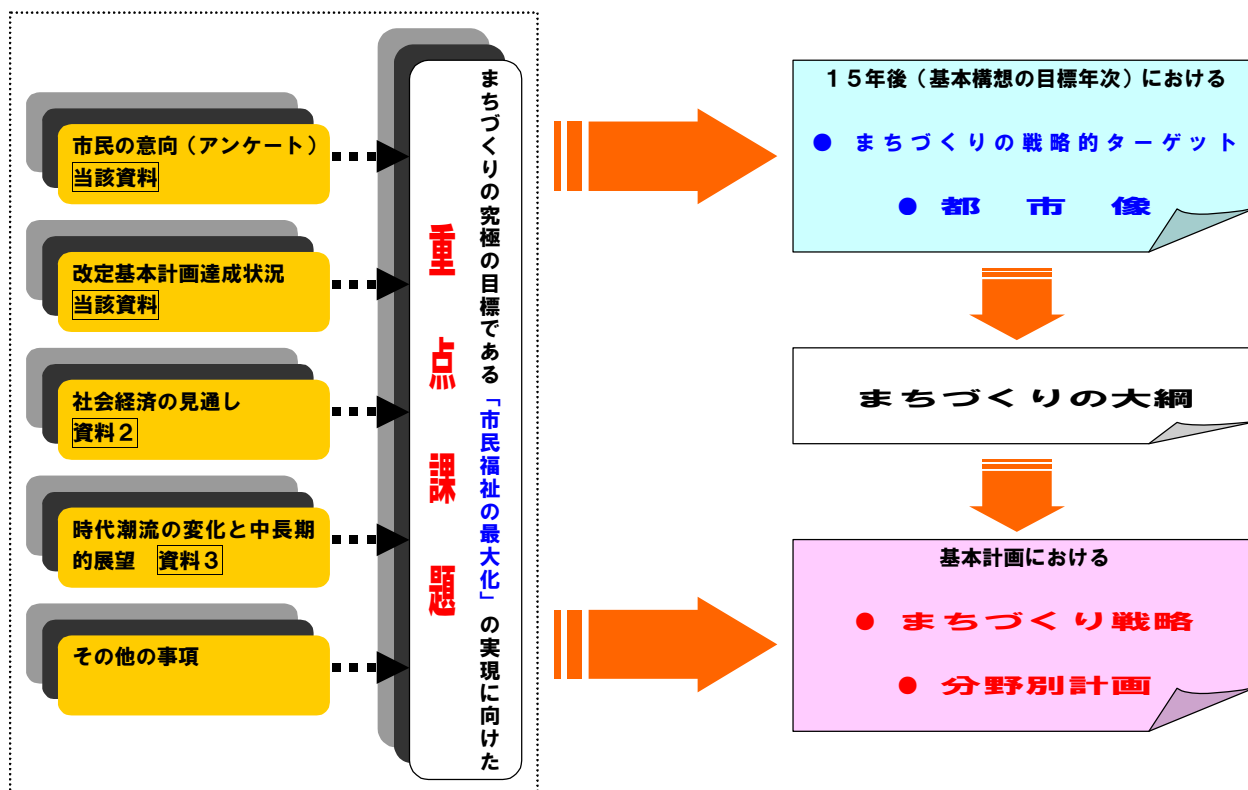 市民の意向（アンケート）
当該資料
改定基本計画達成状況
当該資料
社会経済の見通し
資料２
時代潮流の変化と中長期
的展望　資料３
その他の事項
まちづくりの究極の目標である「市民福祉の最大化」の実現に向けた
重点課題
１５年後（基本構想の目標年次）における
● まちづくりの戦略的ターゲット
● 都　市　像
まちづくりの大綱
基本計画における
● まちづくり戦略
● 分野別計画